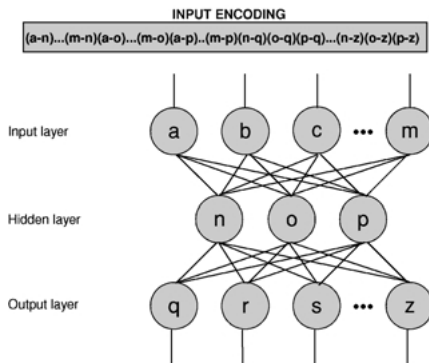 INPUT ENCODING
(a-n)...(m-n)(a-o)...(m-o)(a-p)..(m-p)(n-q)(o-q)(p-q)...(n-z)(o-z)(p-z)
Input layer a b c ••• m
Hidden layer n o p
Output layer q r s ••• z